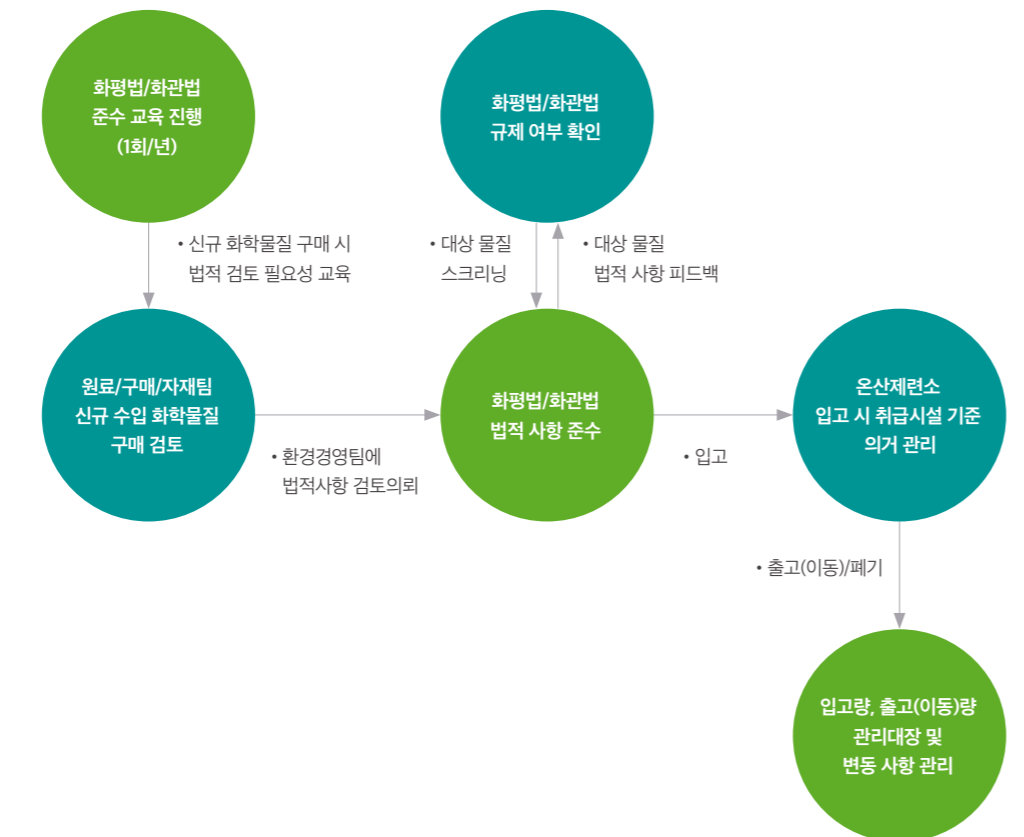 화평법/화관법
준수 교육 진행
(1회/년)
화평법/화관법
규제 여부 확인
• 신규 화학물질 구매 시
법적 검토 필요성 교육
• 대상 물질
스크리닝
• 대상 물질
법적 사항 피드백
원료/구매/자재팀
신규 수입 화학물질
구매 검토
• 환경경영팀에
법적사항 검토의뢰
화평법/화관법
법적 사항 준수
• 입고
온산제련소
입고 시 취급시설 기준
의거 관리
• 출고(이동)/폐기
입고량, 출고(이동)량
관리대장 및
변동 사항 관리